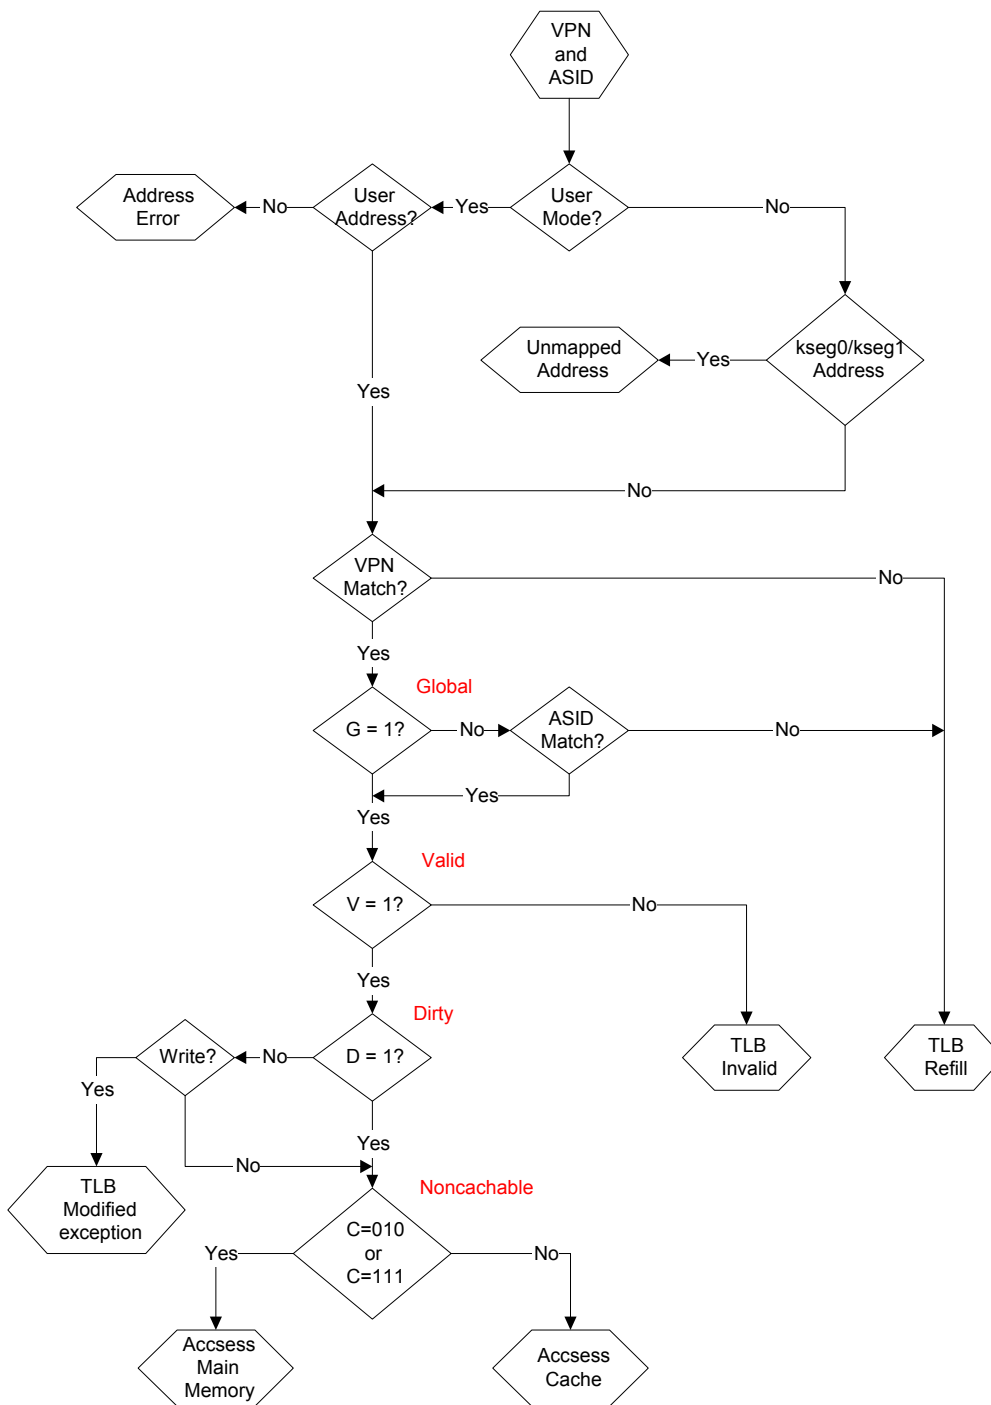 VPN
and
ASID
Address
Error
No
User
Address?
Yes
User
Mode?
No
Unmapped
Address
Yes
kseg0/kseg1
Address
Yes
No
VPN
Match?
No
Yes
Global
G = 1?
No
ASID
Match?
No
Yes
Yes
Valid
V = 1?
No
Yes
Dirty
Write?
No
D = 1?
TLB
Invalid
TLB
Refill
Yes
Yes
No
TLB
Modified
exception
Noncachable
C=010
or
C=111
Yes
No
Accsess
Main
Memory
Accsess
Cache